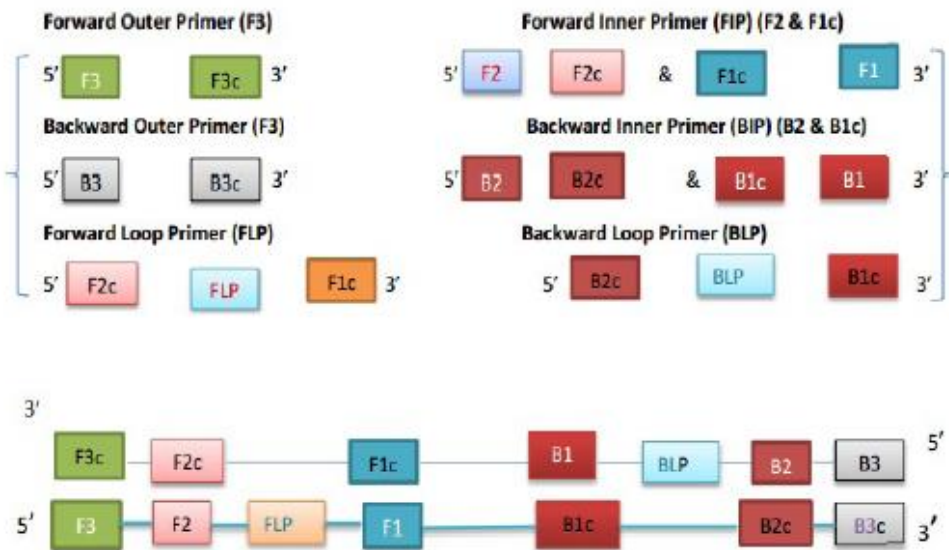 Forward Outer Primer (F3)
5′ F3 F3c 3′
Backward Outer Primer (F3)
5′ B3 B3c 3′
Forward Loop Primer (FLP)
5′ F2c FLP F1c 3′
Forward Inner Primer (FIP) (F2 & F1c)
5′ F2 F2c & F1c F1 3′
Backward Inner Primer (BIP) (B2 & B1c)
5′ B2 B2c & B1c B1 3′
Backward Loop Primer (BLP)
5′ B2c BLP B1c 3′
3′ F3c F2c F1c B1 BLP B2 B3 5′
5′ F3 F2 FLP F1 B1c B2c B3c 3′